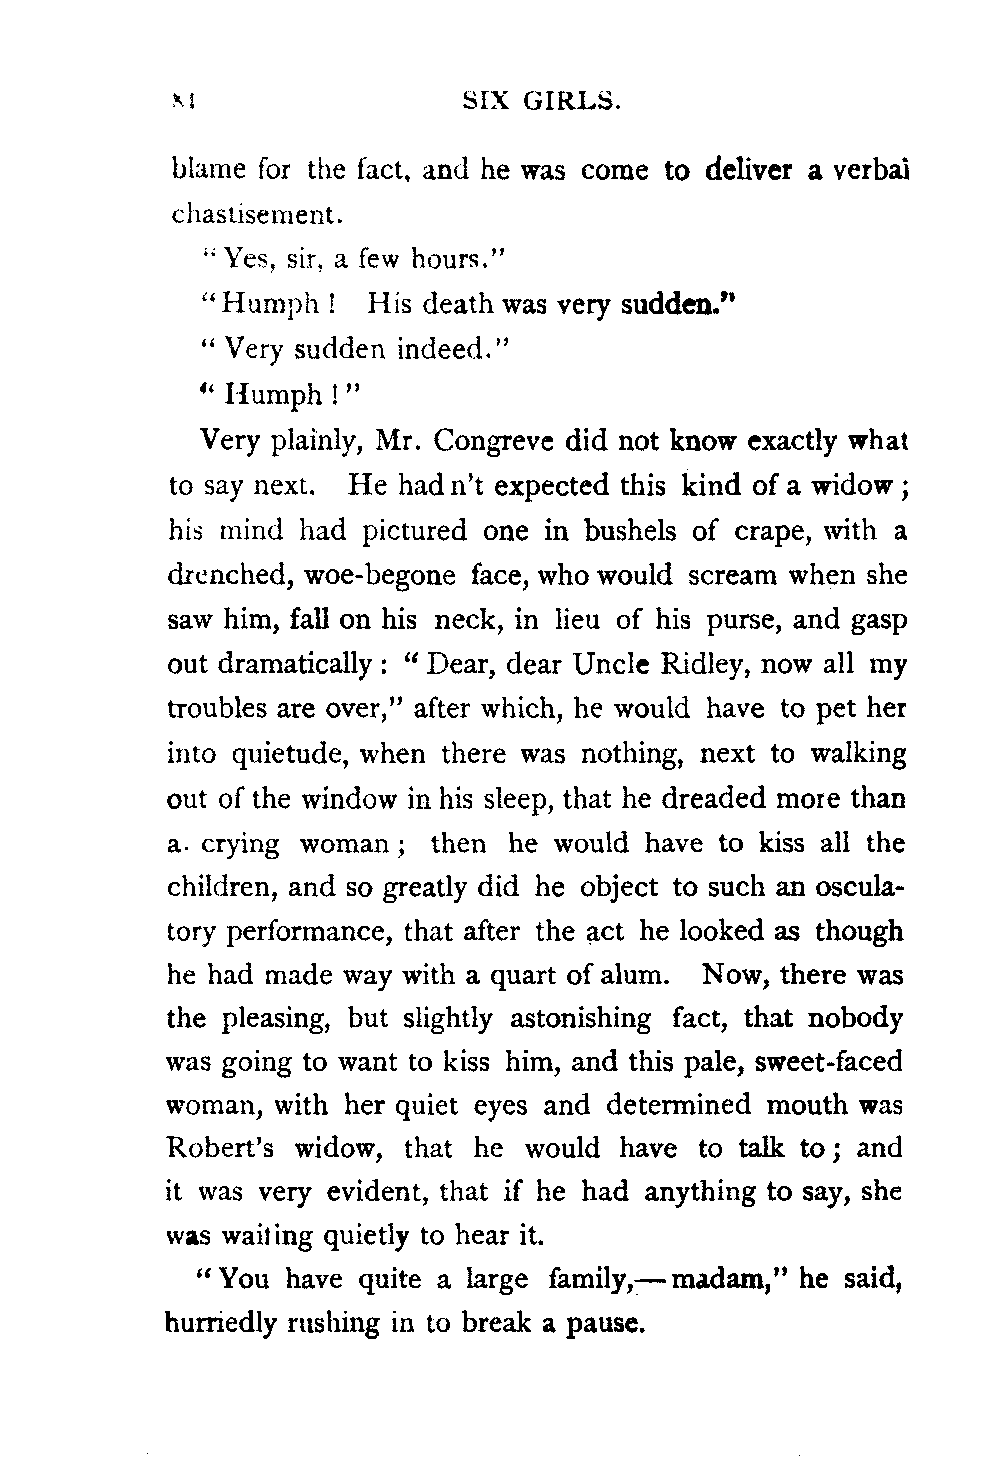 SIX GIRLS.
blame for the fact, and he was come to deliver a verbal
chastisement.
"Yes, sir, a few hours."
"Humph! His death was very sudden."
"Very sudden indeed."
"Humph!"
Very plainly, Mr. Congreve did not know exactly what
to say next. He hadn't expected this kind of a widow;
his mind had pictured one in bushels of crape, with a
drenched, woe-begone face, who would scream when she
saw him, fall on his neck, in lieu of his purse, and gasp
out dramatically: "Dear, dear Uncle Ridley, now all my
troubles are over," after which, he would have to pet her
into quietude, when there was nothing, next to walking
out of the window in his sleep, that he dreaded more than
a crying woman; then he would have to kiss all the
children, and so greatly did he object to such an oscula-
tory performance, that after the act he looked as though
he had made way with a quart of alum. Now, there was
the pleasing, but slightly astonishing fact, that nobody
was going to want to kiss him, and this pale, sweet-faced
woman, with her quiet eyes and determined mouth was
Robert's widow, that he would have to talk to; and
it was very evident, that if he had anything to say, she
was waiting quietly to hear it.
"You have quite a large family,—madam," he said,
hurriedly rushing in to break a pause.